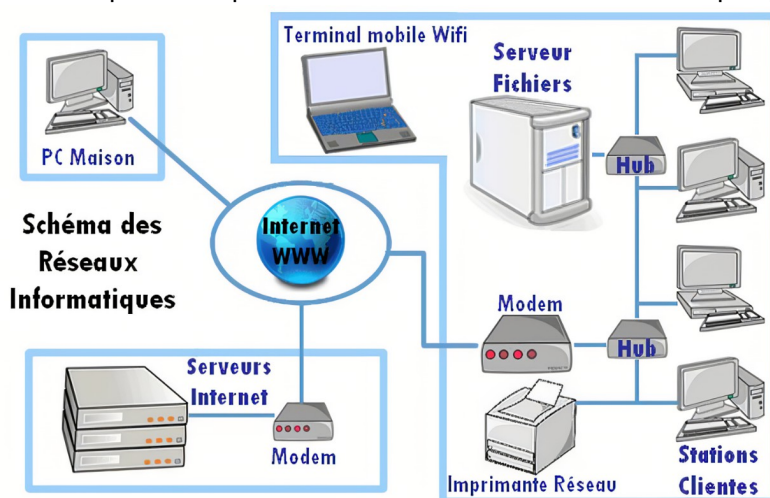 Terminal mobile Wifi
Serveur
Fichiers
Hub
PC Maison
Internet
WWW
Schéma des
Réseaux
Informatiques
Modem
Hub
Serveurs
Internet
Modem
Imprimante Réseau
Stations
Clientes